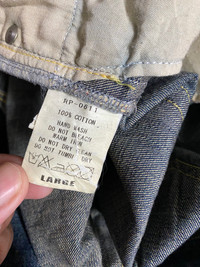 RP-0611
100% COTTON
HAND WASH
DO NOT BLEACY
WARM IRON
DO NOT DRY CLEAN
DO NOT TUMBLE DRY
LARGE